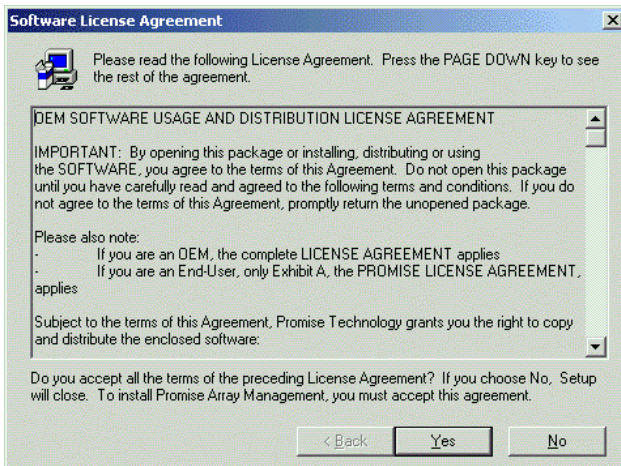 Software License Agreement
Please read the following License Agreement. Press the PAGE DOWN key to see
the rest of the agreement.
OEM SOFTWARE USAGE AND DISTRIBUTION LICENSE AGREEMENT
IMPORTANT: By opening this package or installing, distributing or using
the SOFTWARE, you agree to the terms of this Agreement. Do not open this package
until you have carefully read and agreed to the following terms and conditions. If you do
not agree to the terms of this Agreement, promptly return the unopened package.
Please also note:
- If you are an OEM, the complete LICENSE AGREEMENT applies
- If you are an End-User, only Exhibit A, the PROMISE LICENSE AGREEMENT,
applies
Subject to the terms of this Agreement, Promise Technology grants you the right to copy
and distribute the enclosed software:
Do you accept all the terms of the preceding License Agreement? If you choose No, Setup
will close. To install Promise Array Management, you must accept this agreement.
< Back Yes No